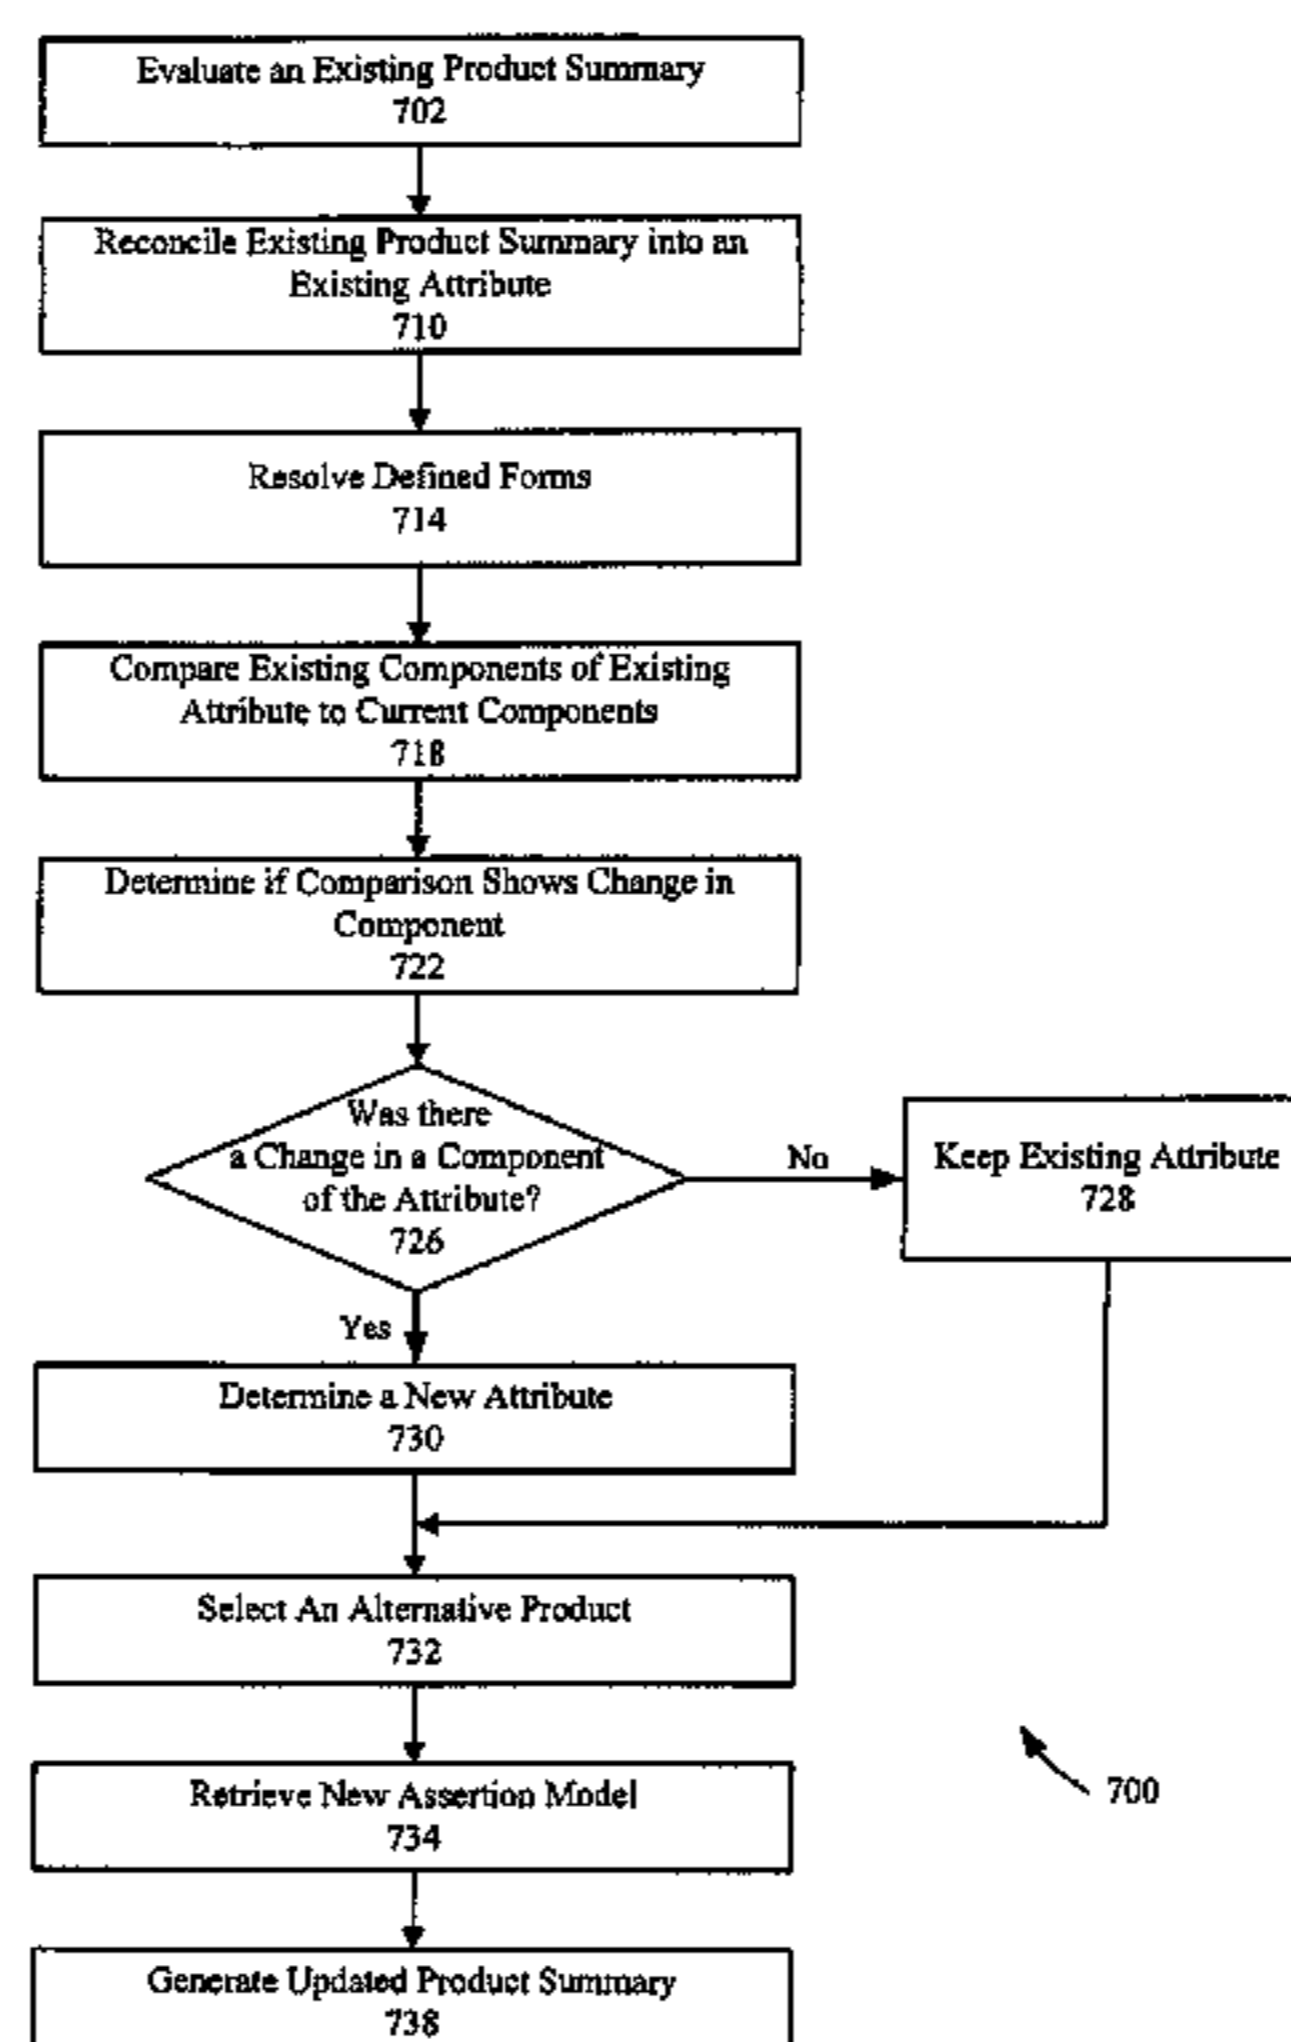 Evaluate an Existing Product Summary
702
Reconcile Existing Product Summary into an
Existing Attribute
710
Resolve Defined Forms
714
Compare Existing Components of Existing
Attribute to Current Components
718
Determine if Comparison Shows Change in
Component
722
Was there
a Change in a Component
of the Attribute?
726
No
Keep Existing Attribute
728
Yes
Determine a New Attribute
730
Select An Alternative Product
732
Retrieve New Assertion Model
734
700
Generate Updated Product Summary
738